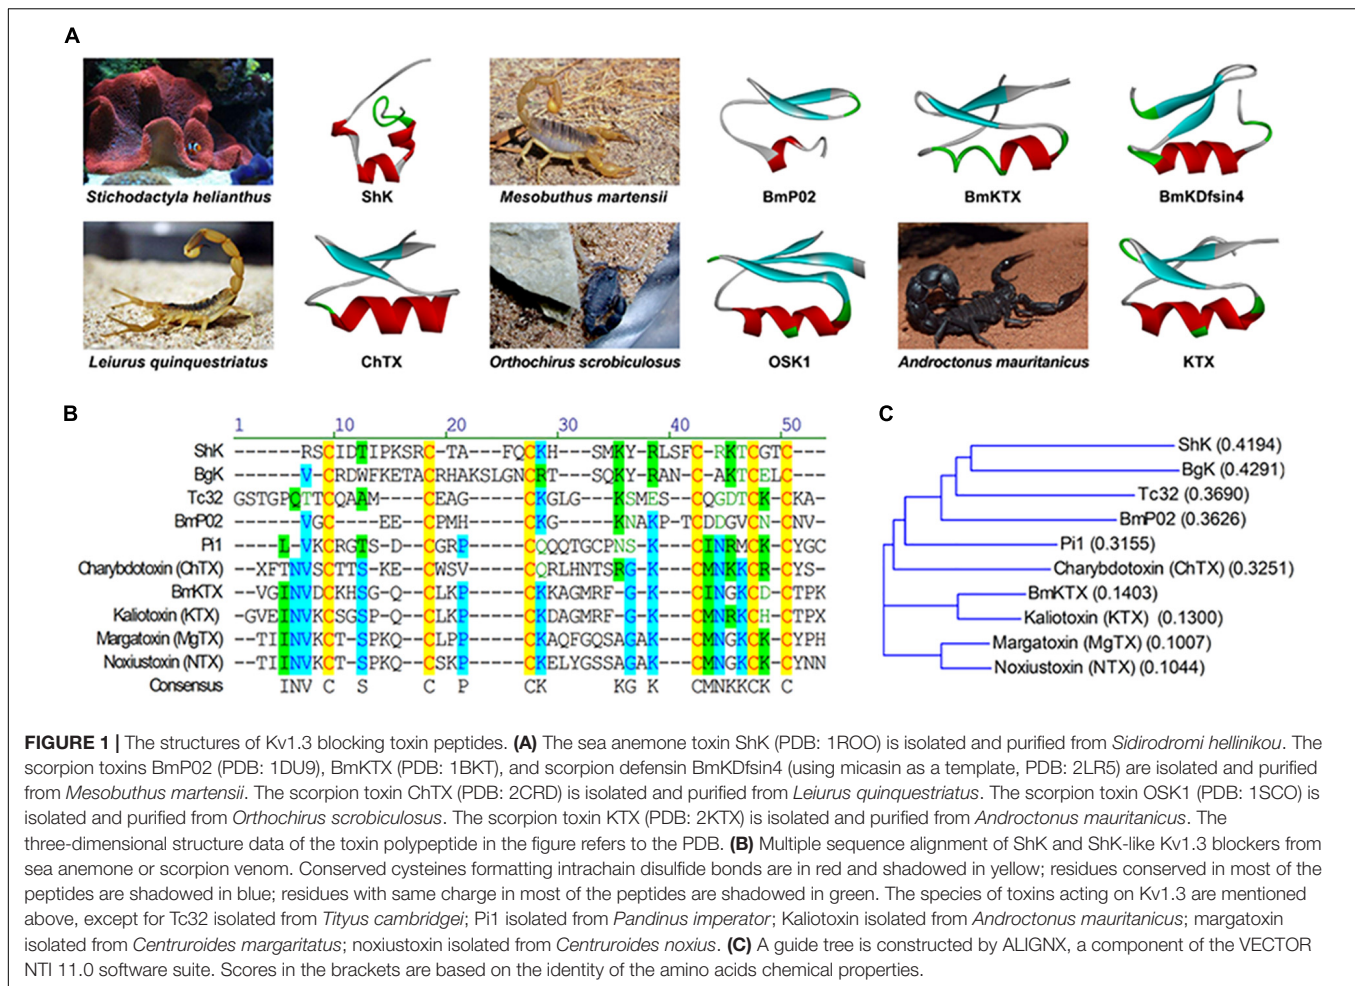 A
Stichodactyla helianthus
ShK
Mesobuthus martensii
BmP02
BmKTX
BmKDfsin4
Leiurus quinquestriatus
ChTX
Orthochirus scrobiculosus
OSK1
Androctonus mauritanicus
KTX
B
1 10 20 30 40 50
ShK ------RSCIDTIPKSRC-TA---FQCKH---SMKY-RLSFC-RKTCGTC---
BgK ------V-CRDWFKETACRHAKSLGNCRT---SQKY-RAN-C-AKTCELC---
Tc32 GSTGPQTTCQAAM----CEAG-----CKGLG--KSMES--CQGDTCK-CKA-
BmP02 ------VGC----EE-CPMH-----CKG-----KNAKP-TCDDGVCN-CNV-
Pi1 ----L-VKCRGTS-D--CGRP-----CQQQTGCPNS-K---CINRMCK-CYGC
Charybdotoxin (ChTX) --XFTNVSCTTS-KE--CWSV-----CQRLHNTSRG-K---CMNKKCR-CYS-
BmKTX --VGINVDCKHSG-Q--CLKP-----CKKAGMRF-G-K---CINGKCD-CTPK
Kaliotoxin (KTX) -GVEINVKCSGSP-Q--CLKP-----CKDAGMRF-G-K---CMNRKCH-CTPX
Margatoxin (MgTX) --TIINVKCT-SPKQ--CLPP-----CKAQFGQSAGAK---CMNGKCK-CYPH
Noxiustoxin (NTX) --TIINVKCT-SPKQ--CSKP-----CKELYGSSAGAK---CMNGKCK-CYNN
Consensus INV C S C P CK KG K CMNKKCK C
C
ShK (0.4194)
BgK (0.4291)
Tc32 (0.3690)
BmP02 (0.3626)
Pi1 (0.3155)
Charybdotoxin (ChTX) (0.3251)
BmKTX (0.1403)
Kaliotoxin (KTX) (0.1300)
Margatoxin (MgTX) (0.1007)
Noxiustoxin (NTX) (0.1044)
FIGURE 1 | The structures of Kv1.3 blocking toxin peptides. (A) The sea anemone toxin ShK (PDB: 1ROO) is isolated and purified from Sidirodromi hellinikou. The
scorpion toxins BmP02 (PDB: 1DU9), BmKTX (PDB: 1BKT), and scorpion defensin BmKDfsin4 (using micasin as a template, PDB: 2LR5) are isolated and purified
from Mesobuthus martensii. The scorpion toxin ChTX (PDB: 2CRD) is isolated and purified from Leiurus quinquestriatus. The scorpion toxin OSK1 (PDB: 1SCO) is
isolated and purified from Orthochirus scrobiculosus. The scorpion toxin KTX (PDB: 2KTX) is isolated and purified from Androctonus mauritanicus. The
three-dimensional structure data of the toxin polypeptide in the figure refers to the PDB. (B) Multiple sequence alignment of ShK and ShK-like Kv1.3 blockers from
sea anemone or scorpion venom. Conserved cysteines formatting intrachain disulfide bonds are in red and shadowed in yellow; residues conserved in most of the
peptides are shadowed in blue; residues with same charge in most of the peptides are shadowed in green. The species of toxins acting on Kv1.3 are mentioned
above, except for Tc32 isolated from Tityus cambridgei; Pi1 isolated from Pandinus imperator; Kaliotoxin isolated from Androctonus mauritanicus; margatoxin
isolated from Centruroides margaritatus; noxiustoxin isolated from Centruroides noxius. (C) A guide tree is constructed by ALIGNX, a component of the VECTOR
NTI 11.0 software suite. Scores in the brackets are based on the identity of the amino acids chemical properties.